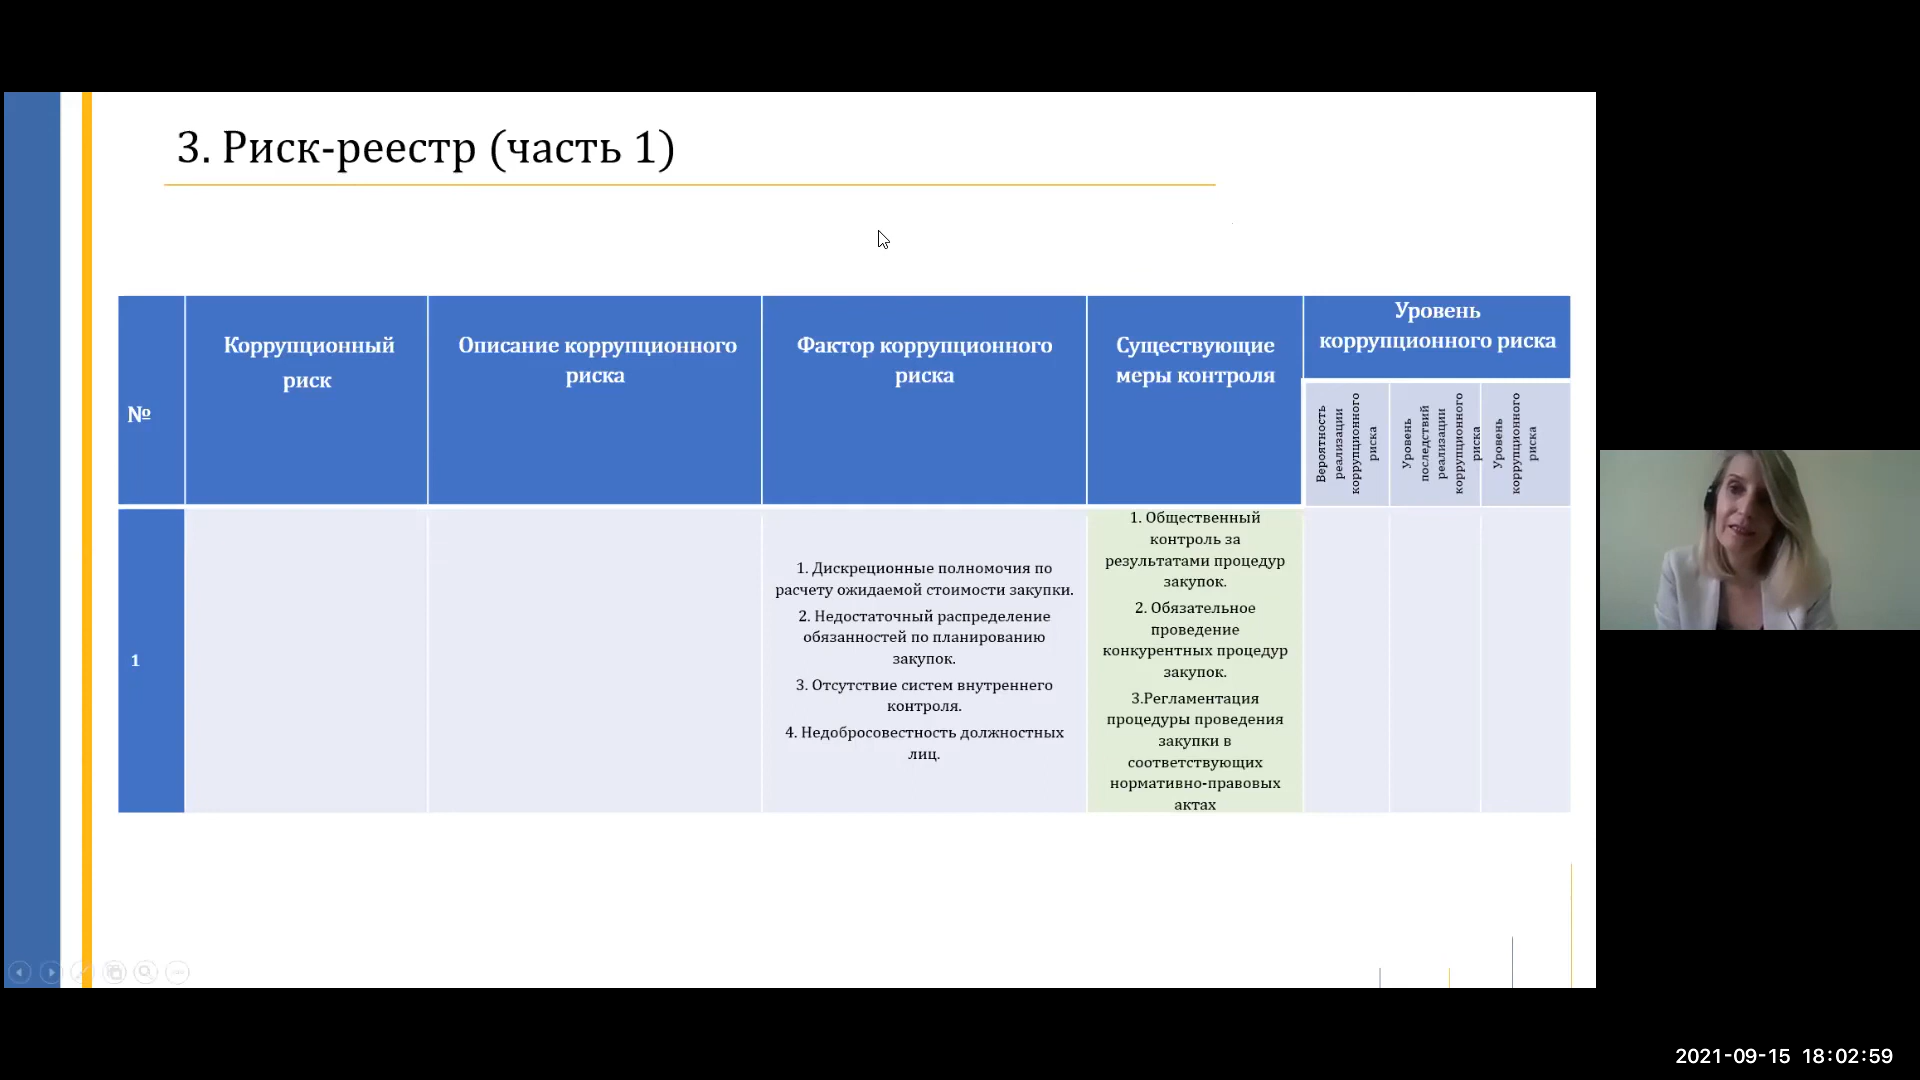 3. Риск-реестр (часть 1)
№
Коррупционный
риск
Описание коррупционного
риска
Фактор коррупционного
риска
Существующие
меры контроля
Уровень
коррупционного риска
Вероятность
реализации
коррупционного
риска
Уровень
последствий
реализации
коррупционного
риска
Уровень
коррупционного
риска
1
1. Дискреционные полномочия по
расчету ожидаемой стоимости закупки.
2. Недостаточный распределение
обязанностей по планированию
закупок.
3. Отсутствие систем внутреннего
контроля.
4. Недобросовестность должностных
лиц.
1. Общественный
контроль за
результатами процедур
закупок.
2. Обязательное
проведение
конкурентных процедур
закупок.
3.Регламентация
процедуры проведения
закупки в
соответствующих
нормативно-правовых
актах
2021-09-15 18:02:59